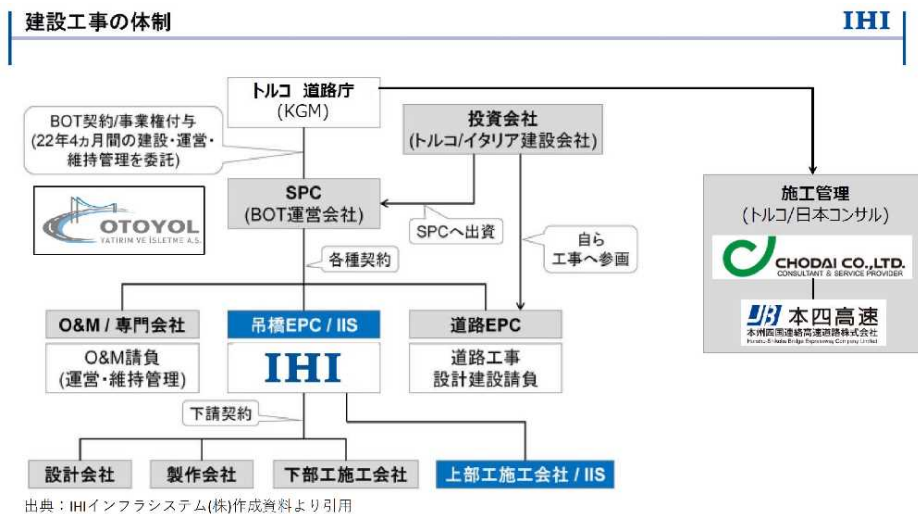 建設工事の体制
IHI
トルコ 道路庁
(KGM)
BOT契約/事業権付与
(22年4ヵ月間の建設・運営・
維持管理を委託)
投資会社
(トルコ/イタリア建設会社)
OTOYOL
YATIRIM VE İŞLETME A.Ş.
SPC
(BOT運営会社)
SPCへ出資
自ら
工事へ参画
施工管理
(トルコ/日本コンサル)
CHODAI CO.,LTD.
CONSULTANT & SERVICE PROVIDER
JB 本四高速
本州四国連絡高速道路株式会社
Honshu-Shikoku Bridge Expressway Company Limited
各種契約
O&M / 専門会社
O&M請負
(運営・維持管理)
吊橋EPC / IIS
IHI
道路EPC
道路工事
設計建設請負
下請契約
設計会社
製作会社
下部工施工会社
上部工施工会社 / IIS
出典：IHIインフラシステム(株)作成資料より引用